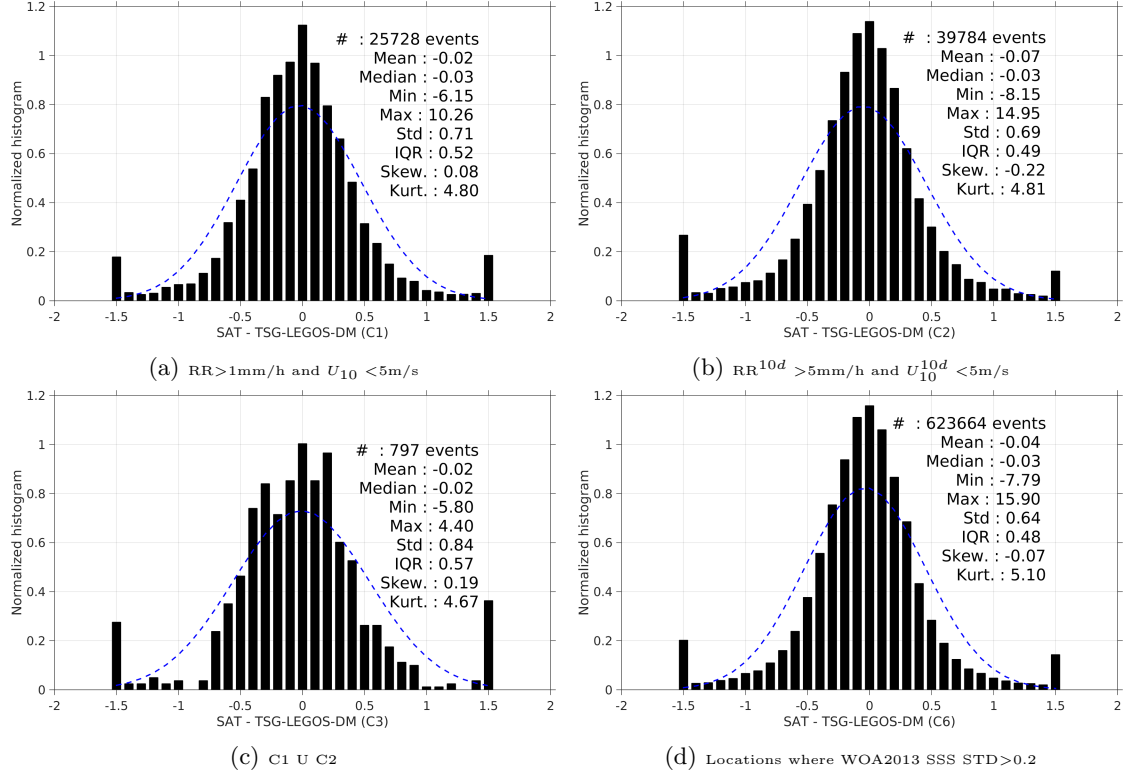 1.2
1
0.8
0.6
0.4
0.2
0
Normalized histogram
-2 -1.5 -1 -0.5 0 0.5 1 1.5 2
SAT - TSG-LEGOS-DM (C1)
# : 25728 events
Mean : -0.02
Median : -0.03
Min : -6.15
Max : 10.26
Std : 0.71
IQR : 0.52
Skew. : 0.08
Kurt. : 4.80
(a) RR>1mm/h and U10 <5m/s
1.2
1
0.8
0.6
0.4
0.2
0
Normalized histogram
-2 -1.5 -1 -0.5 0 0.5 1 1.5 2
SAT - TSG-LEGOS-DM (C2)
# : 39784 events
Mean : -0.07
Median : -0.03
Min : -8.15
Max : 14.95
Std : 0.69
IQR : 0.49
Skew. : -0.22
Kurt. : 4.81
(b) RR10d >5mm/h and U10d10 <5m/s
1.2
1
0.8
0.6
0.4
0.2
0
Normalized histogram
-2 -1.5 -1 -0.5 0 0.5 1 1.5 2
SAT - TSG-LEGOS-DM (C3)
# : 797 events
Mean : -0.02
Median : -0.02
Min : -5.80
Max : 4.40
Std : 0.84
IQR : 0.57
Skew. : 0.19
Kurt. : 4.67
(c) C1 U C2
1.2
1
0.8
0.6
0.4
0.2
0
Normalized histogram
-2 -1.5 -1 -0.5 0 0.5 1 1.5 2
SAT - TSG-LEGOS-DM (C6)
# : 623664 events
Mean : -0.04
Median : -0.03
Min : -7.79
Max : 15.90
Std : 0.64
IQR : 0.48
Skew. : -0.07
Kurt. : 5.10
(d) Locations where WOA2013 SSS STD>0.2